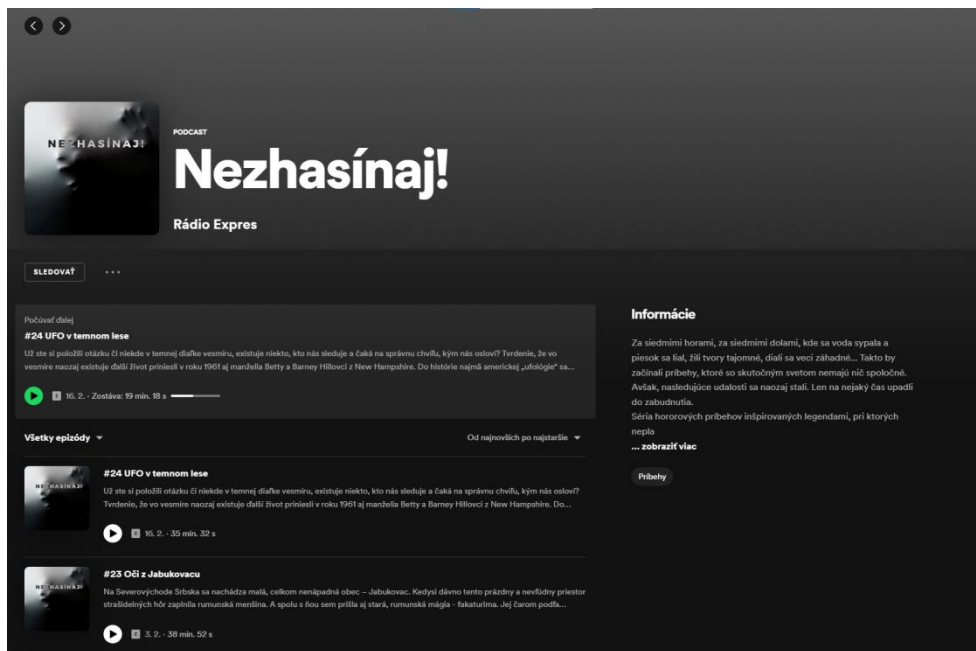 NEZHASÍNAJ!
PODCAST
Nezhasínaj!
Rádio Expres
SLEDOVAŤ
Počúvať ďalej
#24 UFO v temnom lese
Už ste si položili otázku či niekde v temnej diaľke vesmíru, existuje niekto, kto nás sleduje a čaká na správnu chvíľu, kým nás osloví? Tvrdenie, že vo
vesmíre naozaj existuje ďalší život priniesli v roku 1961 aj manželia Betty a Barney Hillovci z New Hampshire. Do histórie najmä americkej „ufológie“ sa...
E 16. 2. · Zostáva: 19 min. 18 s
Všetky epizódy
Od najnovších po najstaršie
NEZHASÍNAJ!
#24 UFO v temnom lese
Už ste si položili otázku či niekde v temnej diaľke vesmíru, existuje niekto, kto nás sleduje a čaká na správnu chvíľu, kým nás osloví?
Tvrdenie, že vo vesmíre naozaj existuje ďalší život priniesli v roku 1961 aj manželia Betty a Barney Hillovci z New Hampshire. Do...
E 16. 2. · 35 min. 32 s
NEZHASÍNAJ!
#23 Oči z Jabukovacu
Na Severovýchode Srbska sa nachádza malá, celkom nenápadná obec – Jabukovac. Kedysi dávno tento prázdny a nevľúdny priestor
strašidelných hôr zaplnila rumunská menšina. A spolu s ňou sem prišla aj stará, rumunská mágia - fakaturima. Jej čarom podľa...
E 3. 2. · 38 min. 52 s
Informácie
Za siedmimi horami, za siedmimi dolami, kde sa voda sypala a
piesok sa lial, žili tvory tajomné, diali sa veci záhadné... Takto by
začínali príbehy, ktoré so skutočným svetom nemajú nič spoločné.
Avšak, nasledujúce udalosti sa naozaj stali. Len na nejaký čas upadli
do zabudnutia.
Séria hororových príbehov inšpirovaných legendami, pri ktorých
nepla
... zobraziť viac
Príbehy